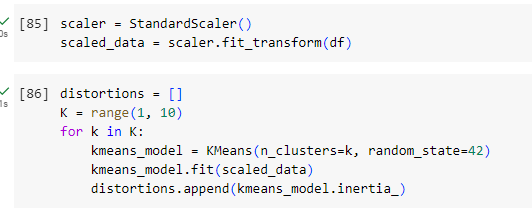 [85] scaler = StandardScaler()
scaled_data = scaler.fit_transform(df)
0s
[86] distortions = []
1s
K = range(1, 10)
for k in K:
kmeans_model = KMeans(n_clusters=k, random_state=42)
kmeans_model.fit(scaled_data)
distortions.append(kmeans_model.inertia_)